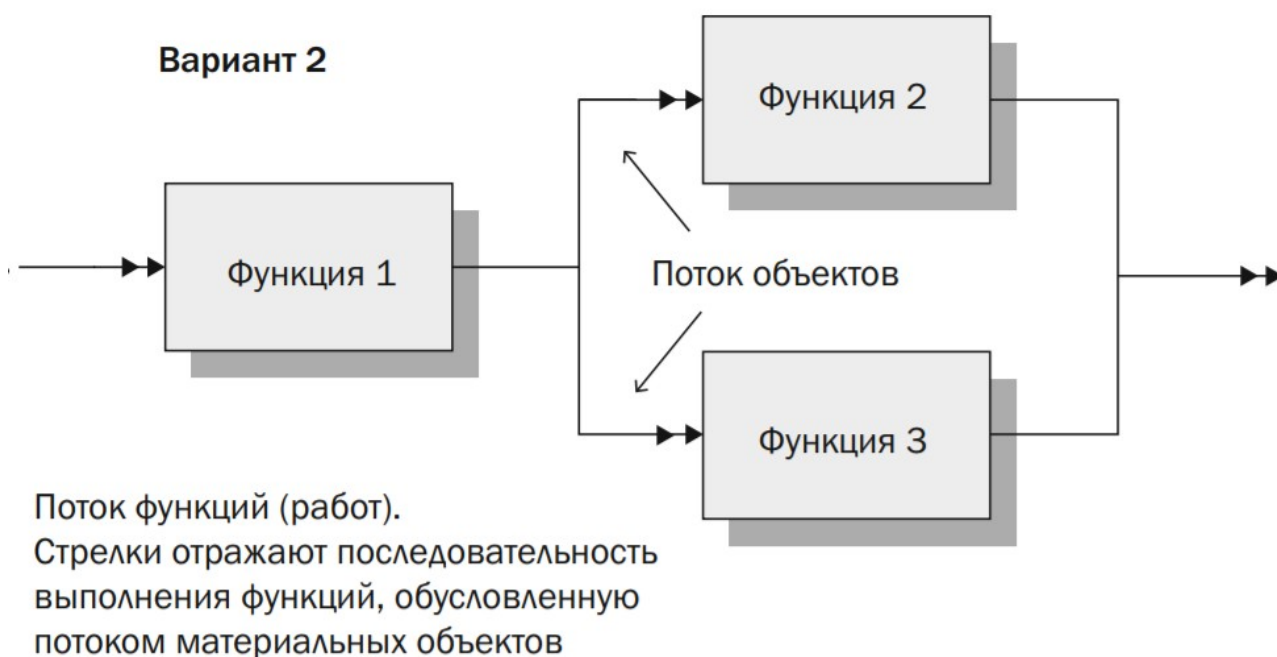 Вариант 2
Функция 2
Функция 1
Поток объектов
Функция 3
Поток функций (работ).
Стрелки отражают последовательность
выполнения функций, обусловленную
потоком материальных объектов